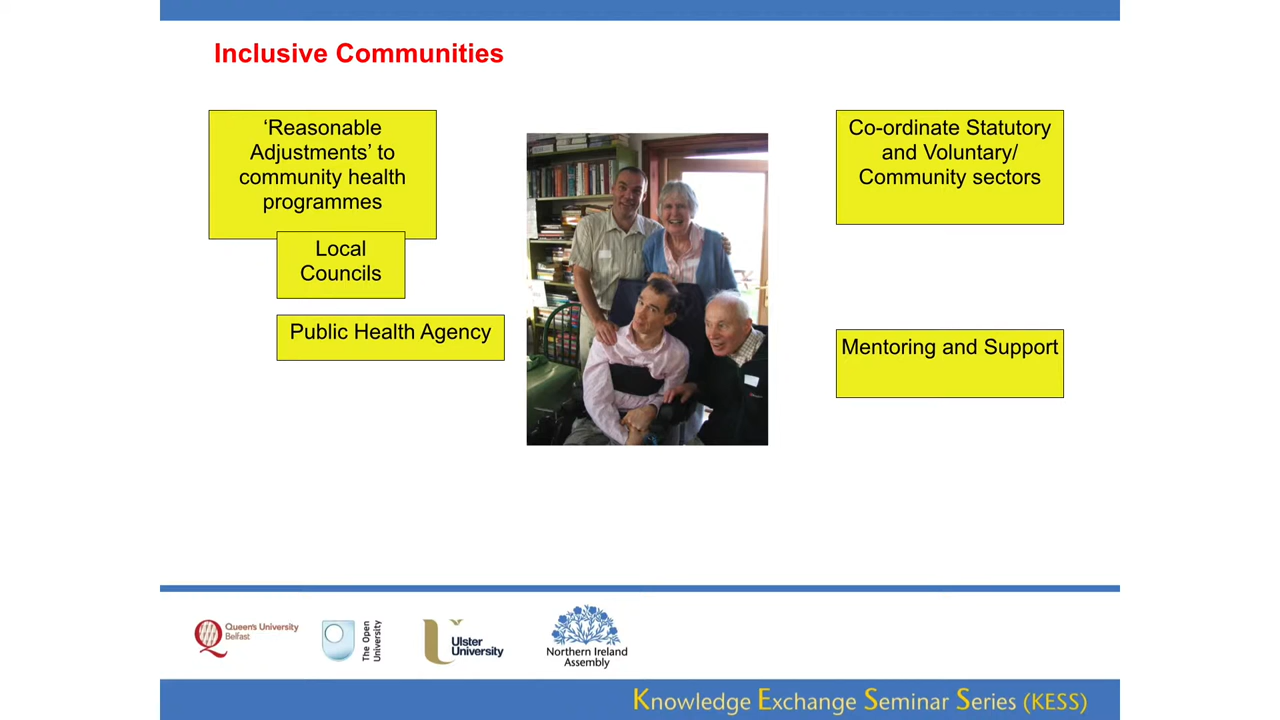 Inclusive Communities
‘Reasonable
Adjustments’ to
community health
programmes
Local
Councils
Public Health Agency
Co-ordinate Statutory
and Voluntary/
Community sectors
Mentoring and Support
Queen's University
Belfast
The Open
University
Ulster
University
Northern Ireland
Assembly
Knowledge Exchange Seminar Series (KESS)